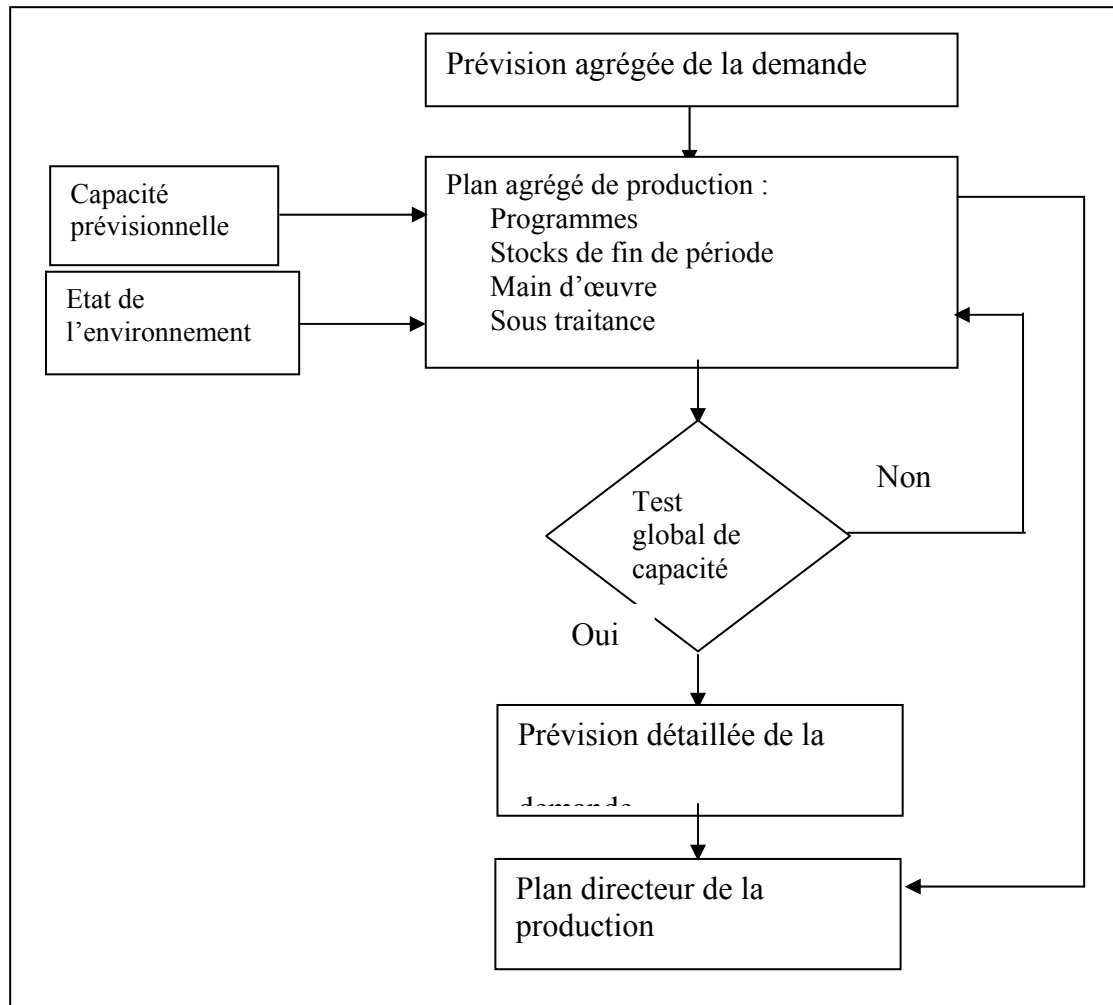 Prévision agrégée de la demande
Capacité
prévisionnelle
Etat de
l’environnement
Plan agrégé de production :
Programmes
Stocks de fin de période
Main d’œuvre
Sous traitance
Test
global de
capacité
Non
Oui
Prévision détaillée de la
demande
Plan directeur de la
production